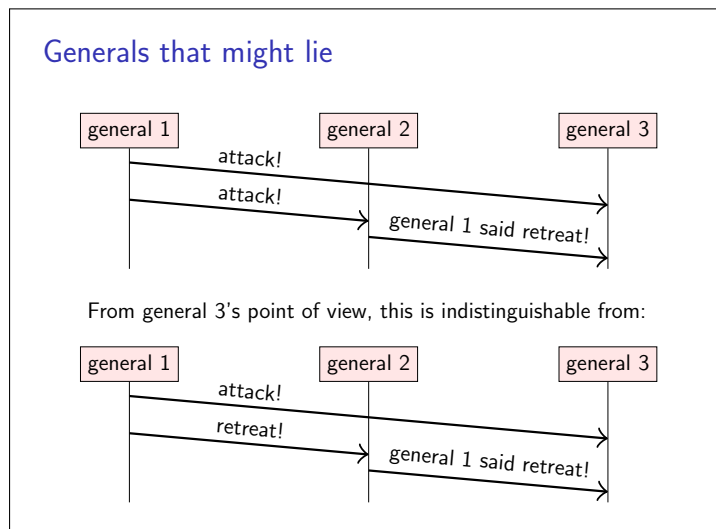 Generals that might lie
general 1
general 2
general 3
attack!
attack!
general 1 said retreat!
From general 3's point of view, this is indistinguishable from:
general 1
general 2
general 3
attack!
retreat!
general 1 said retreat!